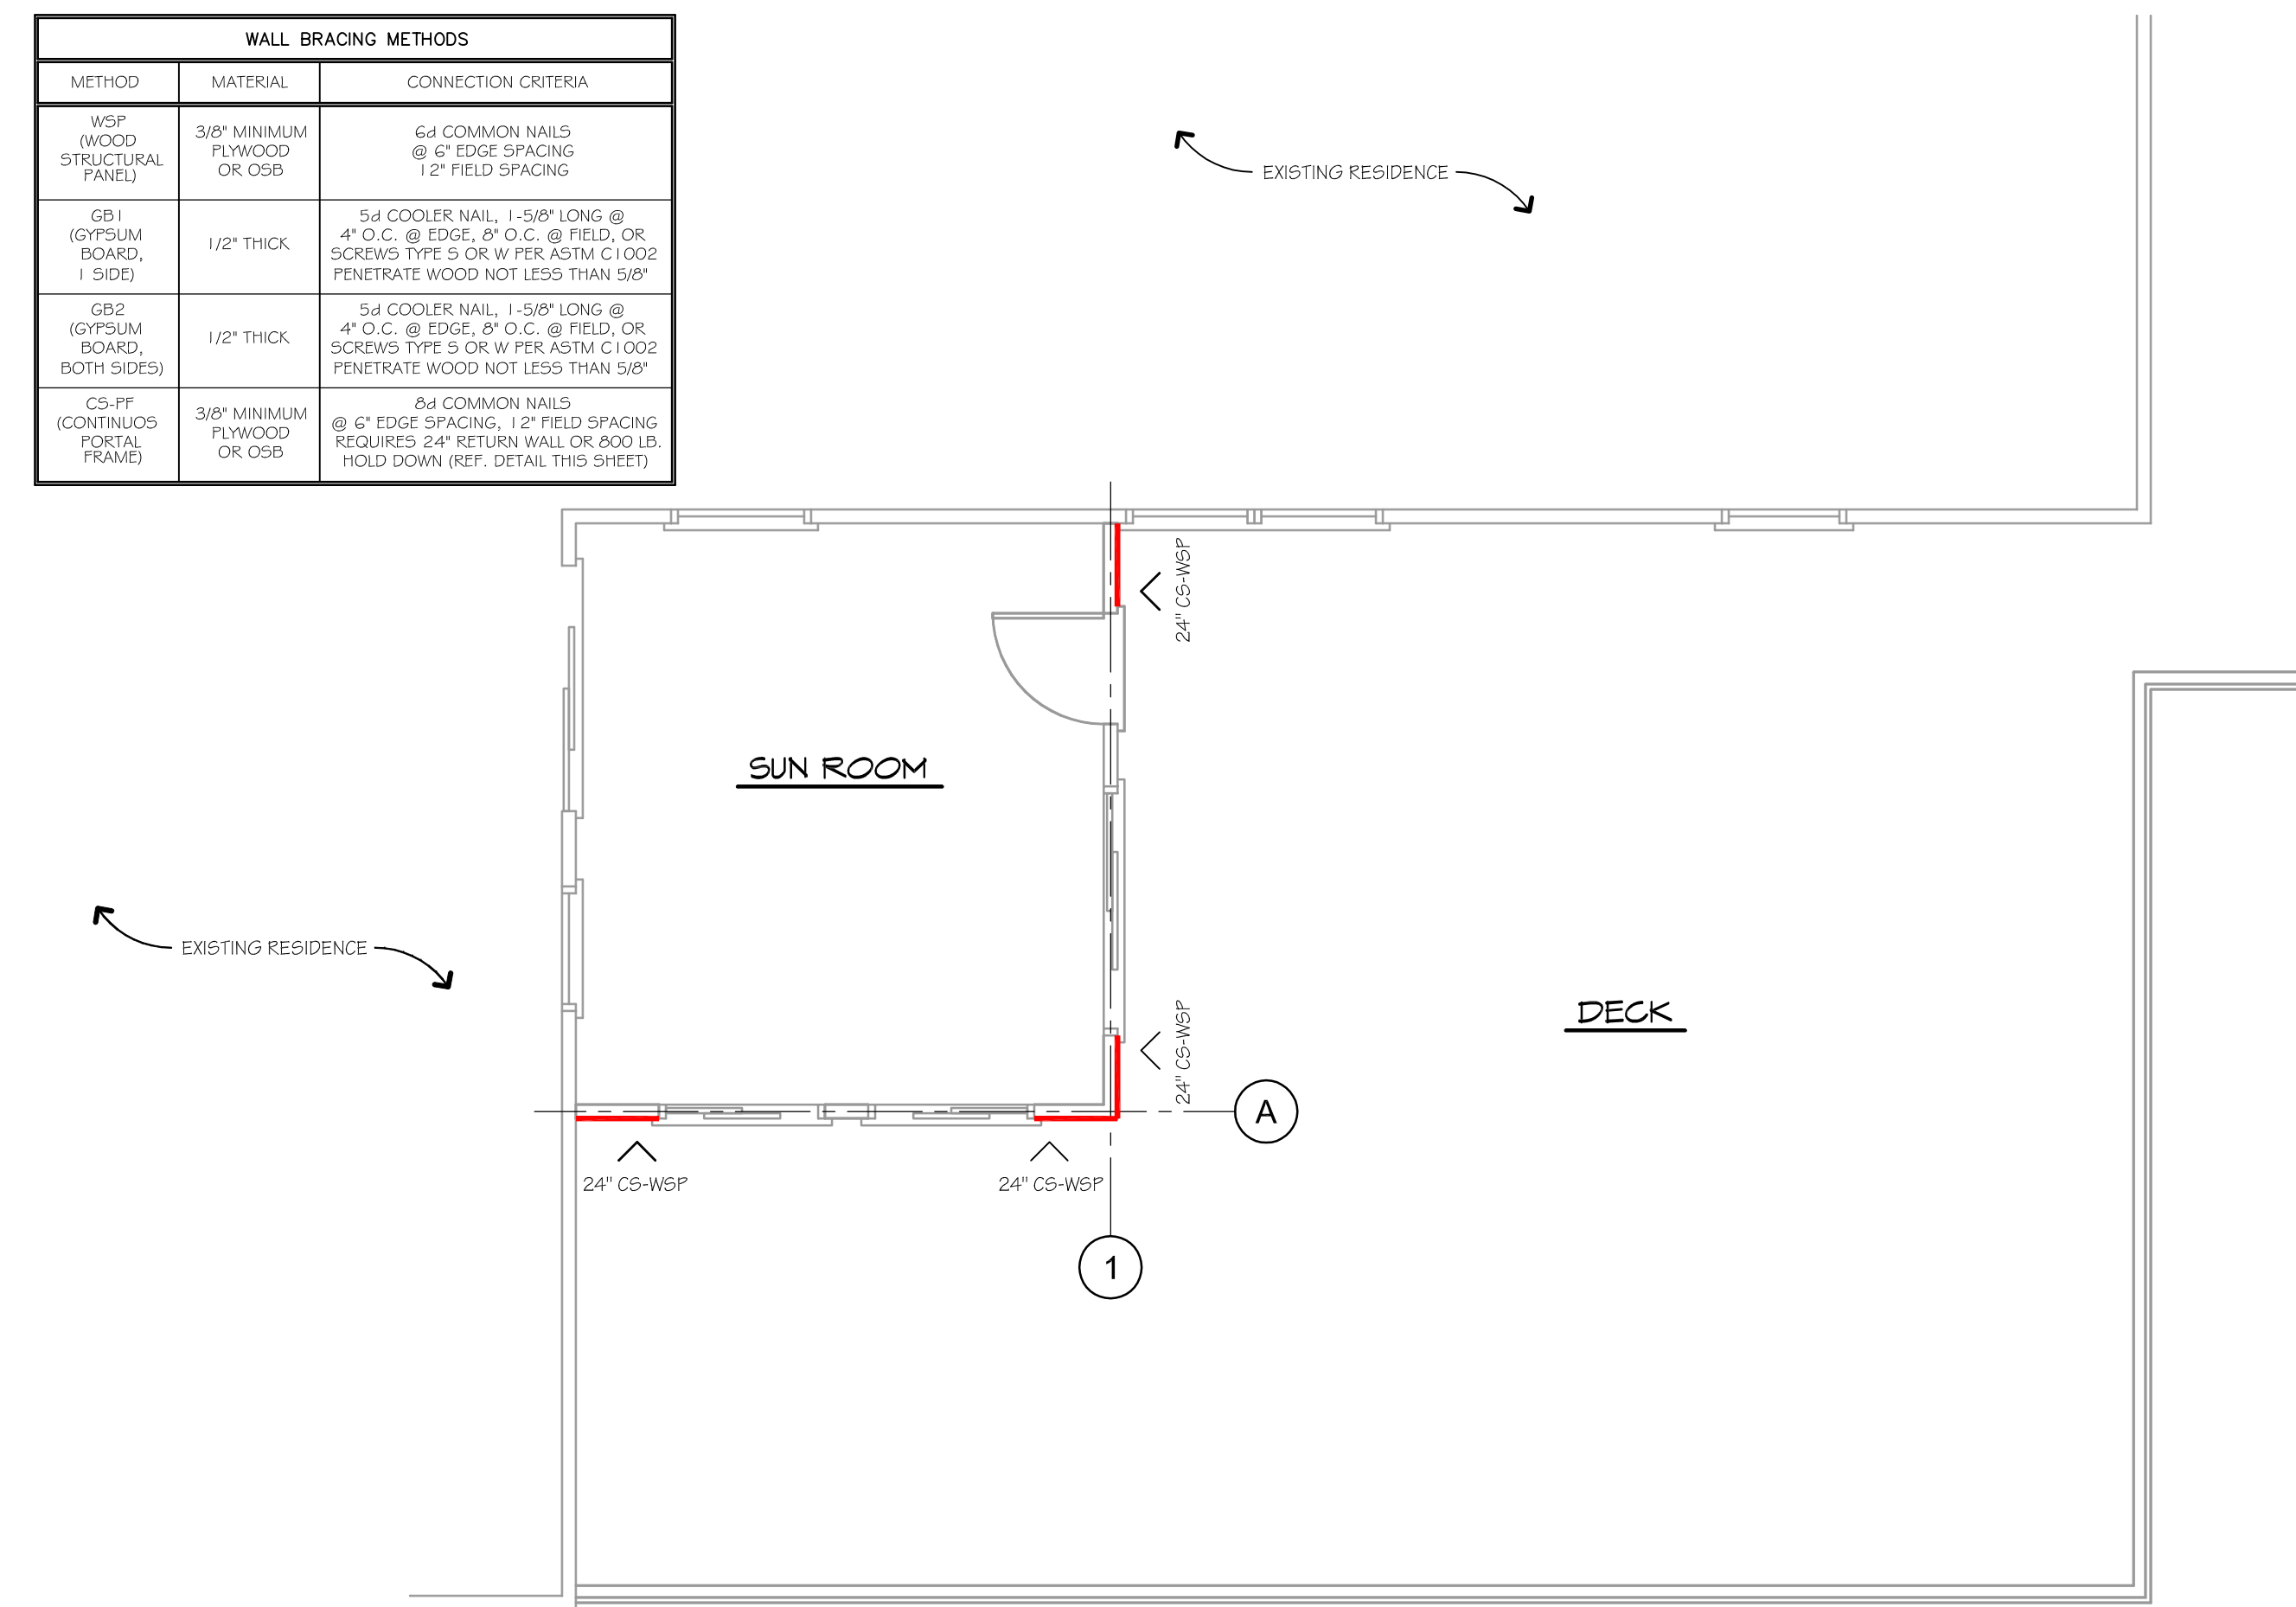 WALL BRACING METHODS
METHOD
MATERIAL
CONNECTION CRITERIA
WSP
(WOOD
STRUCTURAL
PANEL)
3/8" MINIMUM
PLYWOOD
OR OSB
6d COMMON NAILS
@ 6" EDGE SPACING
12" FIELD SPACING
GB1
(GYPSUM
BOARD,
1 SIDE)
1/2" THICK
5d COOLER NAIL, 1-5/8" LONG @
4" O.C. @ EDGE, 8" O.C. @ FIELD, OR
SCREWS TYPE S OR W PER ASTM C1002
PENETRATE WOOD NOT LESS THAN 5/8"
GB2
(GYPSUM
BOARD,
BOTH SIDES)
1/2" THICK
5d COOLER NAIL, 1-5/8" LONG @
4" O.C. @ EDGE, 8" O.C. @ FIELD, OR
SCREWS TYPE S OR W PER ASTM C1002
PENETRATE WOOD NOT LESS THAN 5/8"
CS-PF
(CONTINUOS
PORTAL
FRAME)
3/8" MINIMUM
PLYWOOD
OR OSB
8d COMMON NAILS
@ 6" EDGE SPACING, 12" FIELD SPACING
REQUIRES 24" RETURN WALL OR 800 LB.
HOLD DOWN (REF. DETAIL THIS SHEET)
EXISTING RESIDENCE
24" CS-WSP
SUN ROOM
EXISTING RESIDENCE
DECK
24" CS-WSP
A
24" CS-WSP
24" CS-WSP
1